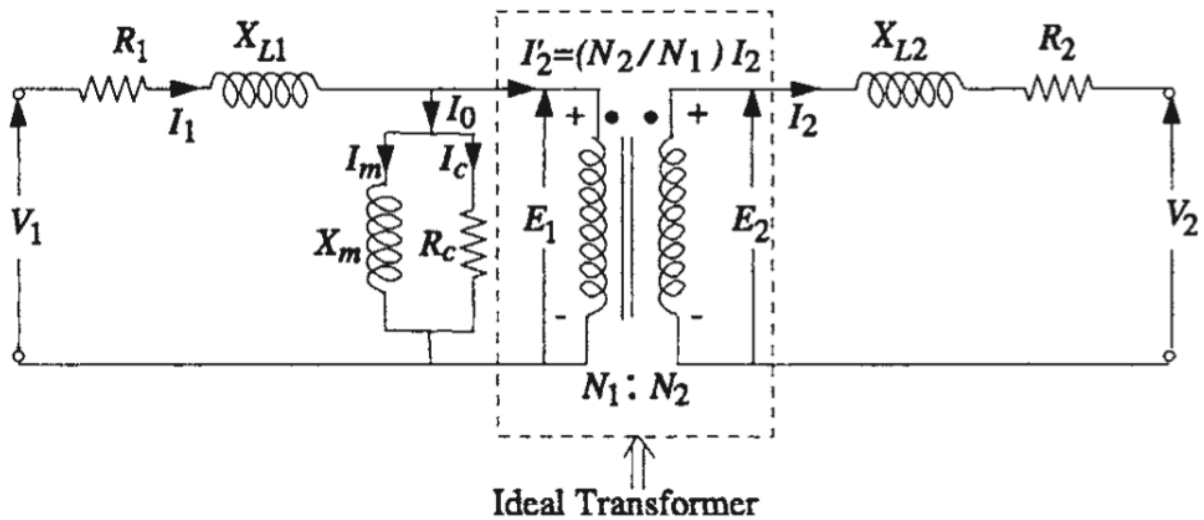 R1 XL1 I'2=(N2/N1)I2 XL2 R2
I1 I0 + + I2
Im Ic
V1 Xm Rc E1 E2 V2
- -
N1 : N2
Ideal Transformer